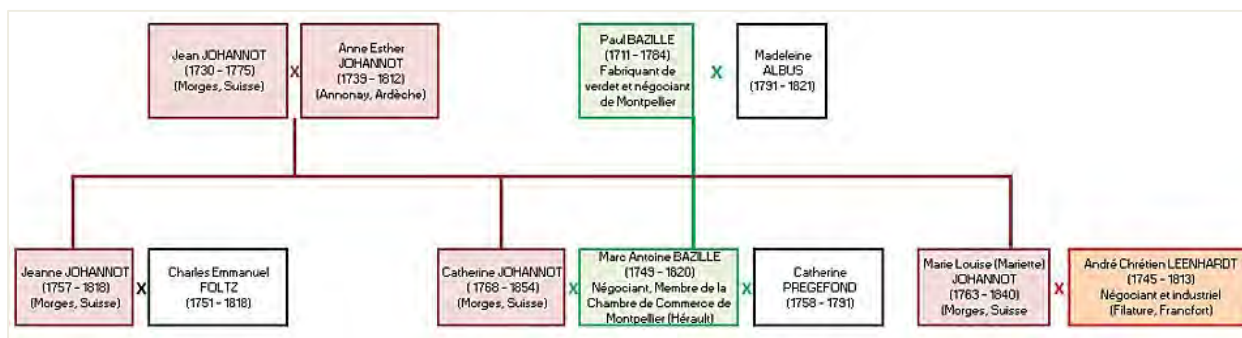 Jean JOHANNOT
(1730 - 1775)
(Morges, Suisse)
X
Anne Esther
JOHANNOT
(1739 - 1812)
(Annonay, Ardèche)
Paul BAZILLE
(1711 - 1784)
Fabriquant de
verdet et négociant
de Montpellier
X
Madeleine
ALBUS
(1791 - 1821)
Jeanne JOHANNOT
(1757 - 1818)
(Morges, Suisse)
X
Charles Emmanuel
FOLTZ
(1751 - 1818)
Catherine JOHANNOT
(1768 - 1854)
(Morges, Suisse)
X
Marc Antoine BAZILLE
(1749 - 1820)
Négociant, Membre de la
Chambre de Commerce de
Montpellier (Hérault)
X
Catherine
PREGEFOND
(1758 - 1791)
Marie Louise (Mariette)
JOHANNOT
(1763 - 1840)
(Morges, Suisse
X
André Chrétien LEENHARDT
(1745 - 1813)
Négociant et industriel
(Filature, Francfort)